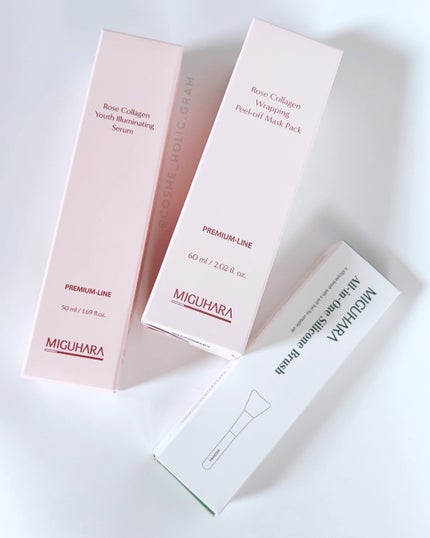 Rose Collagen
Youth Illuminating
Serum
PREMIUM-LINE
50 ml / 1.69 fl. oz.
MIGUHARA
@COSME_HOLIC.GRAM
Rose Collagen
Wrapping
Peel-off Mask Pack
PREMIUM-LINE
60 ml / 2.02 fl. oz.
MIGUHARA
MIGUHARA
All-in-One Silicone Brush